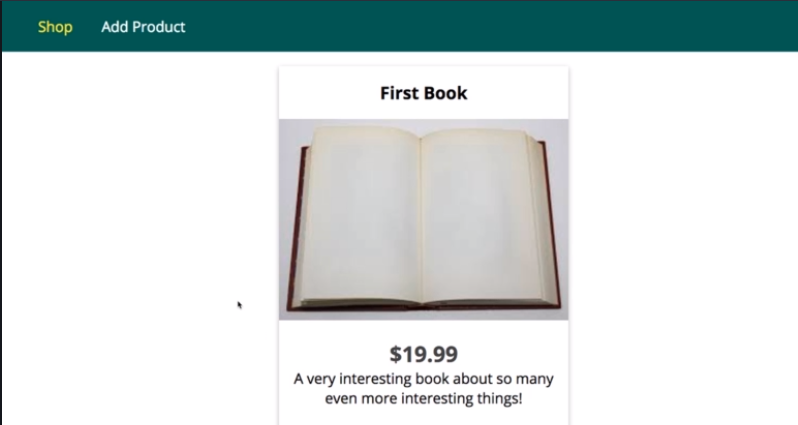 Shop Add Product
First Book
$19.99
A very interesting book about so many
even more interesting things!